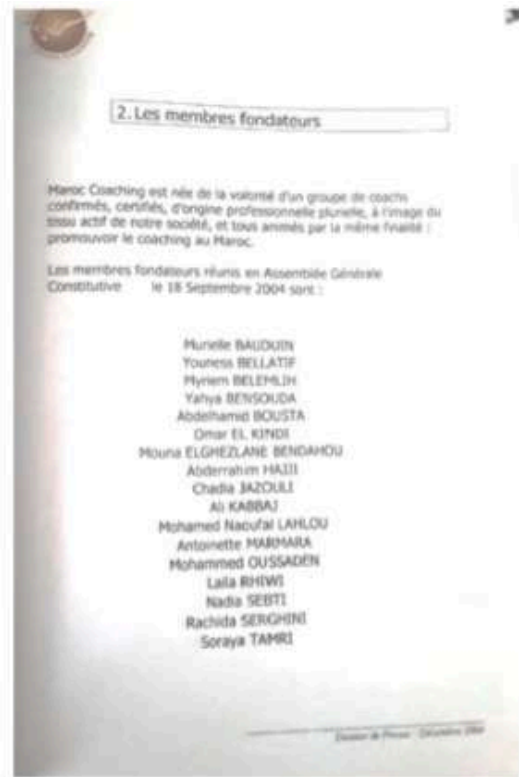 2. Les membres fondateurs
Maroc Coaching est née de la volonté d'un groupe de coachs
confirmés, certifiés, d'origine professionnelle plurielle, à l'image du
tissu actif de notre société, et tous animés par la même finalité :
promouvoir le coaching au Maroc.
Les membres fondateurs réunis en Assemblée Générale
Constitutive le 18 Septembre 2004 sont :
Murielle BAUDUIN
Youness BELLATIF
Myriem BELEMLIH
Yahya BENSOUDA
Abdelhamid BOUSTA
Omar EL KINDI
Mouna ELGHEZLANE BENDAHOU
Abderrahim HAJJI
Chadia JAZOULI
Ali KABBAJ
Mohamed Naoufal LAHLOU
Antoinette MARMARA
Mohammed OUSSADEN
Laila RHIWI
Nadia SEBTI
Rachida SERGHINI
Soraya TAMRI
Dossier de Presse - Décembre